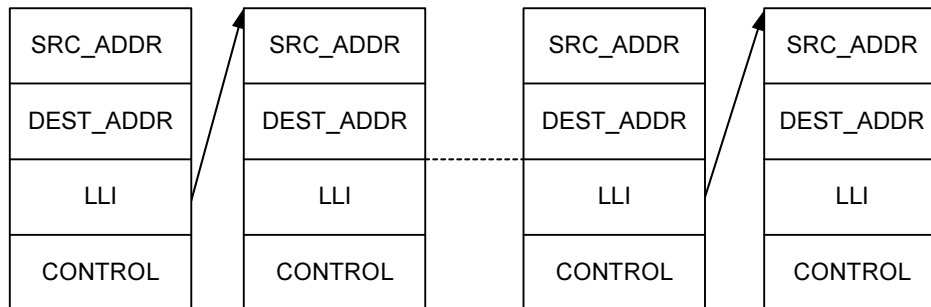 SRC_ADDR
DEST_ADDR
LLI
CONTROL
SRC_ADDR
DEST_ADDR
LLI
CONTROL
SRC_ADDR
DEST_ADDR
LLI
CONTROL
SRC_ADDR
DEST_ADDR
LLI
CONTROL